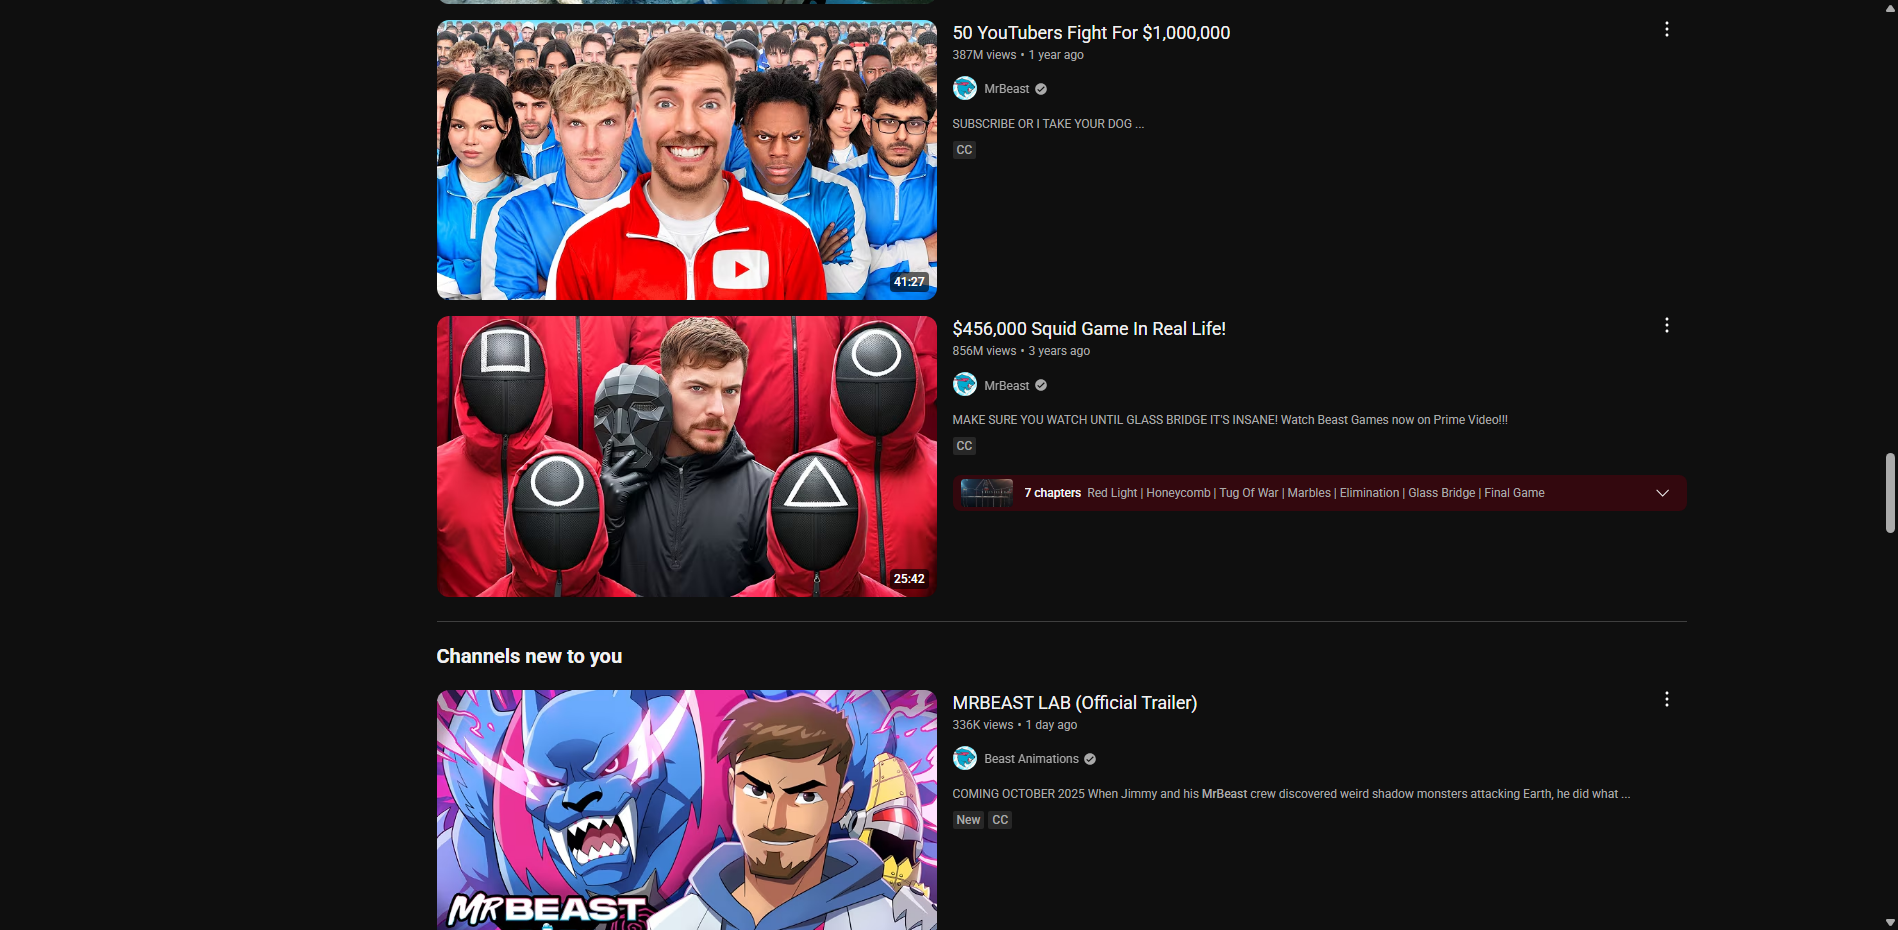 50 YouTubers Fight For $1,000,000
387M views • 1 year ago
MrBeast
SUBSCRIBE OR I TAKE YOUR DOG ...
CC
41:27
$456,000 Squid Game In Real Life!
856M views • 3 years ago
MrBeast
MAKE SURE YOU WATCH UNTIL GLASS BRIDGE IT'S INSANE! Watch Beast Games now on Prime Video!!!
CC
7 chapters Red Light | Honeycomb | Tug Of War | Marbles | Elimination | Glass Bridge | Final Game
25:42
Channels new to you
MRBEAST LAB (Official Trailer)
336K views • 1 day ago
Beast Animations
COMING OCTOBER 2025 When Jimmy and his MrBeast crew discovered weird shadow monsters attacking Earth, he did what ...
New CC
MRBEAST